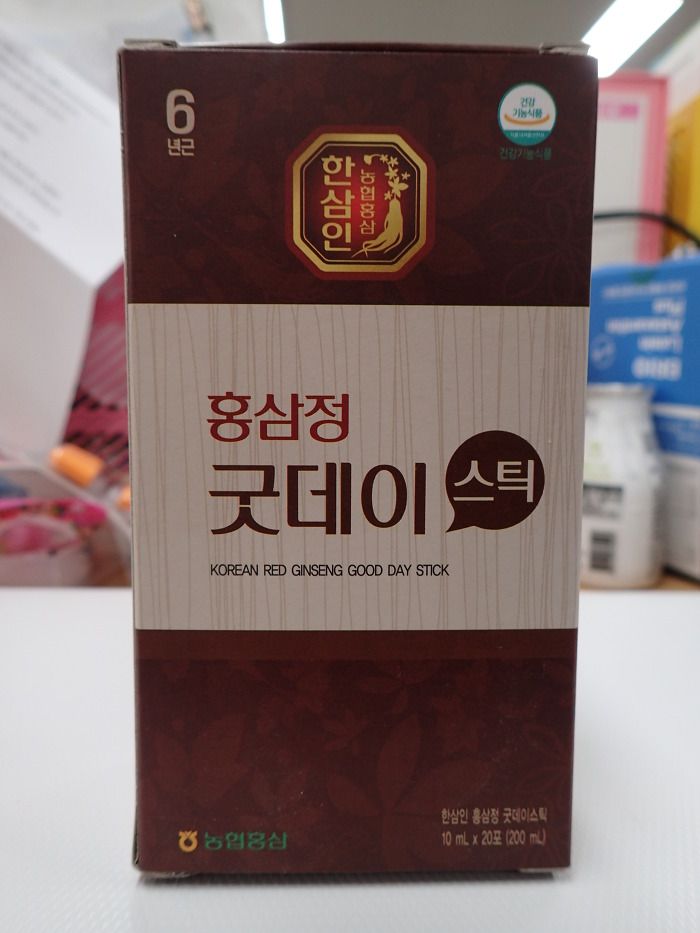 6
년근
건강
기능식품
건강기능식품
한삼인
농협홍삼
홍삼정
굿데이
스틱
KOREAN RED GINSENG GOOD DAY STICK
농협홍삼
한삼인 홍삼정 굿데이스틱
10 mL x 20포 (200 mL)